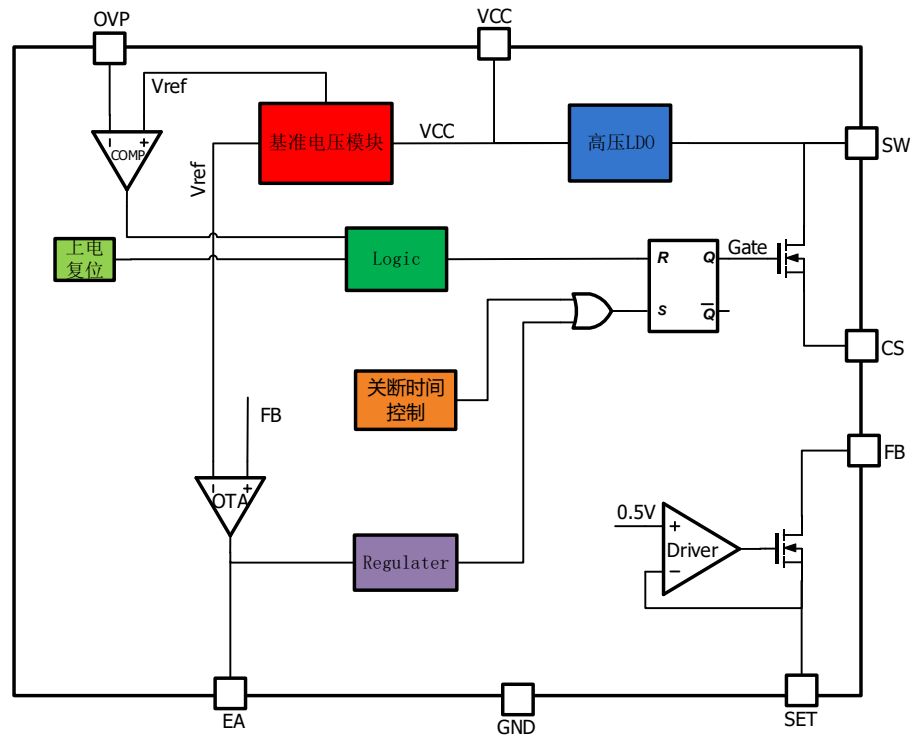 OVP
VCC
Vref
基准电压模块
VCC
高压LDO
SW
COMP
Vref
上电
复位
Logic
R
Q
Gate
S
Q
CS
关断时间
控制
FB
FB
OTA
0.5V
Driver
Regulater
EA
GND
SET